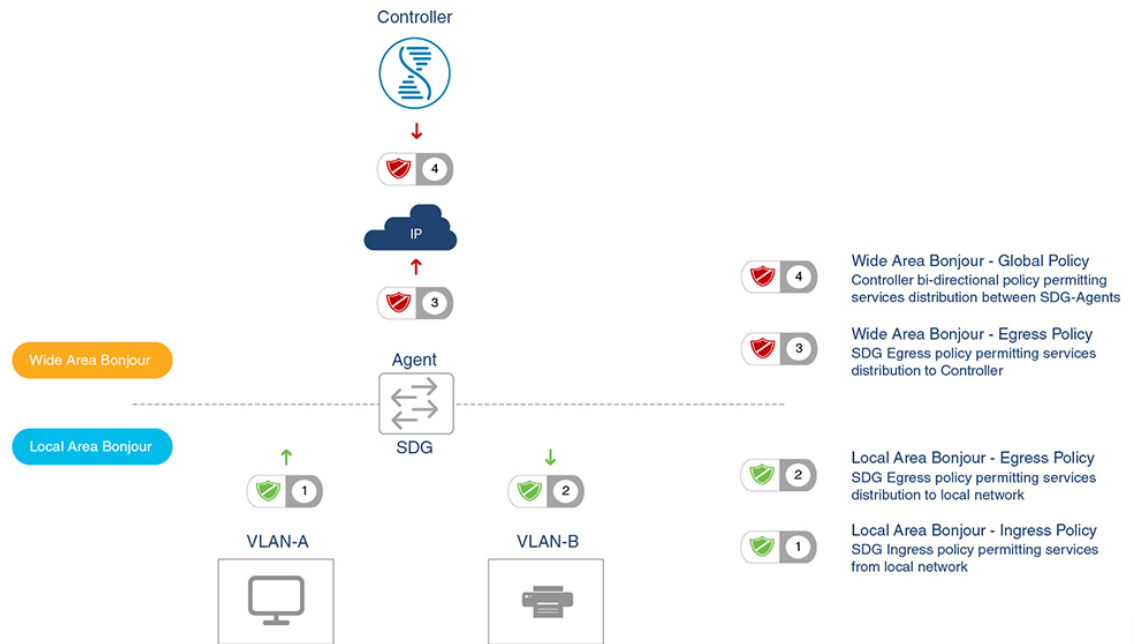 Controller
4
IP
3
Wide Area Bonjour
Agent
Local Area Bonjour
SDG
1
2
VLAN-A
VLAN-B
4
Wide Area Bonjour - Global Policy
Controller bi-directional policy permitting
services distribution between SDG-Agents
3
Wide Area Bonjour - Egress Policy
SDG Egress policy permitting services
distribution to Controller
2
Local Area Bonjour - Egress Policy
SDG Egress policy permitting services
distribution to local network
1
Local Area Bonjour - Ingress Policy
SDG Ingress policy permitting services
from local network